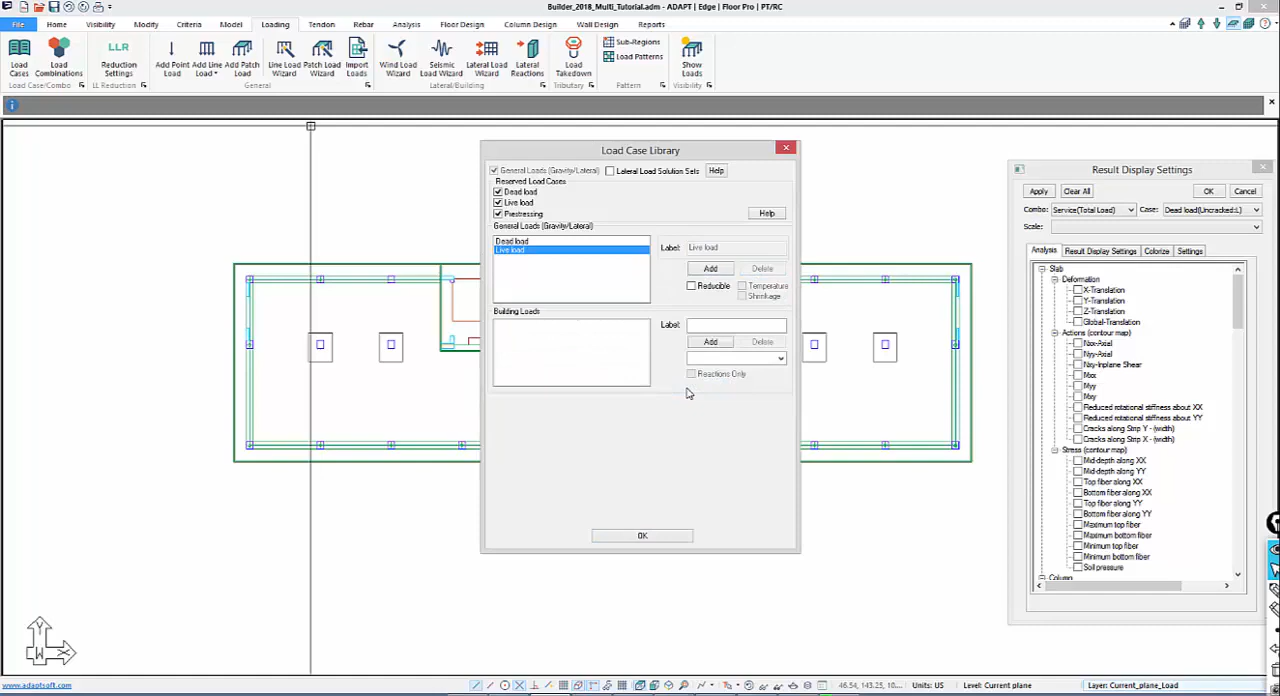 Builder_2018_Multi_Tutorial.adm - ADAPT | Edge | Floor Pro | PT/RC
File Home Visibility Modify Criteria Model Loading Tendon Rebar Analysis Floor Design Column Design Wall Design Reports
Load Cases
Load Combinations
LLR
Reduction Settings
Add Point Load
Add Line Load
Add Patch Load
Line Load Wizard
Patch Load Wizard
Import Loads
Wind Load Wizard
Seismic Load Wizard
Lateral Load Wizard
Lateral Reactions
Load Takedown
Sub-Regions
Load Patterns
Show Loads
Load Case/Combo LL Reduction General Lateral/Building Tributary Pattern Visibility
Load Case Library
General Loads (Gravity/Lateral) Lateral Load Solution Sets Help
Reserved Load Cases
Dead load
Live load
Prestressing Help
General Loads (Gravity/Lateral)
Dead load
Live load
Label: Live load
Add Delete
Reducible Temperature
Shrinkage
Building Loads
Label:
Add Delete
Reactions Only
OK
Result Display Settings
Apply Clear All OK Cancel
Combo: Service(Total Load) Case: Dead load(Uncracked:L)
Scale:
Analysis Result Display Settings Colorize Settings
Slab
Deformation
X-Translation
Y-Translation
Z-Translation
Global-Translation
Actions (contour map)
Nxx-Axial
Nyy-Axial
Nxy-Inplane Shear
Mxx
Myy
Mxy
Reduced rotational stiffness about XX
Reduced rotational stiffness about YY
Cracks along Strip X - (width)
Cracks along Strip Y - (width)
Stress (contour map)
Mid-depth along XX
Mid-depth along YY
Top fiber along XX
Bottom fiber along XX
Top fiber along YY
Bottom fiber along YY
Maximum top fiber
Maximum bottom fiber
Minimum top fiber
Minimum bottom fiber
Soil pressure
Column
Y
W X
www.adaptsoft.com
46.54, 143.25, 10... Units: US Level: Current plane Layer: Current_plane_Load